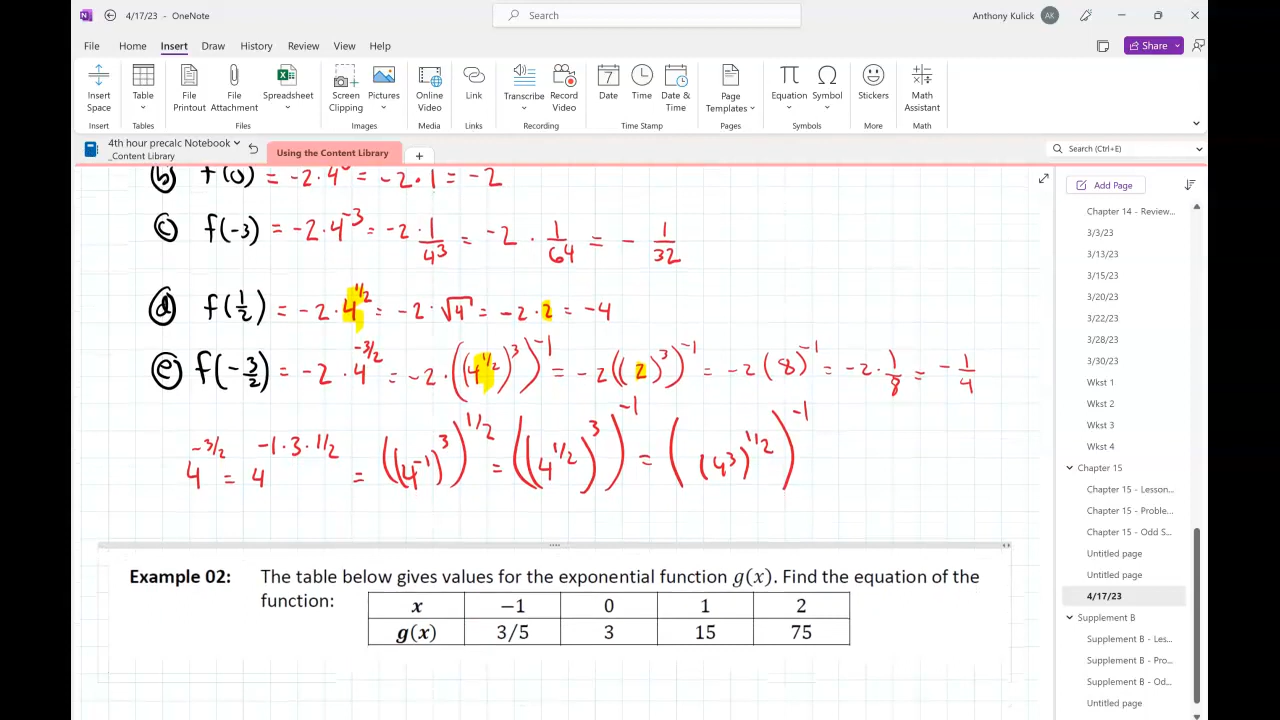 4/17/23 - OneNote
Search
Anthony Kulick AK
File Home Insert Draw History Review View Help
Share
Insert Space
Table
File Printout
File Attachment
Spreadsheet
Screen Clipping
Pictures
Online Video
Link
Transcribe
Record Video
Date
Time
Date & Time
Page Templates
Equation
Symbol
Stickers
Math Assistant
Insert Tables Files Images Media Links Recording Time Stamp Pages Symbols More Math
4th hour precalc Notebook
_Content Library
Using the Content Library
+
Search (Ctrl+E)
(b) f(0) = -2·4⁰ = -2·1 = -2
(c) f(-3) = -2·4⁻³ = -2·1/4³ = -2·1/64 = -1/32
(d) f(1/2) = -2·4^1/2 = -2·√4 = -2·2 = -4
(e) f(-3/2) = -2·4^-3/2 = -2·((4^1/2)³)⁻¹ = -2((2)³)⁻¹ = -2(8)⁻¹ = -2·1/8 = -1/4
4^-3/2 = 4^-1·3·1/2 = ((4⁻¹)³)^1/2 = ((4^1/2)³)⁻¹ = ((4³)^1/2)⁻¹
Example 02: The table below gives values for the exponential function g(x). Find the equation of the
function:
x −1 0 1 2
g(x) 3/5 3 15 75
Add Page
Chapter 14 - Review...
3/3/23
3/13/23
3/15/23
3/20/23
3/22/23
3/28/23
3/30/23
Wkst 1
Wkst 2
Wkst 3
Wkst 4
Chapter 15
Chapter 15 - Lesson...
Chapter 15 - Proble...
Chapter 15 - Odd S...
Untitled page
Untitled page
4/17/23
Supplement B
Supplement B - Les...
Supplement B - Pro...
Supplement B - Od...
Untitled page